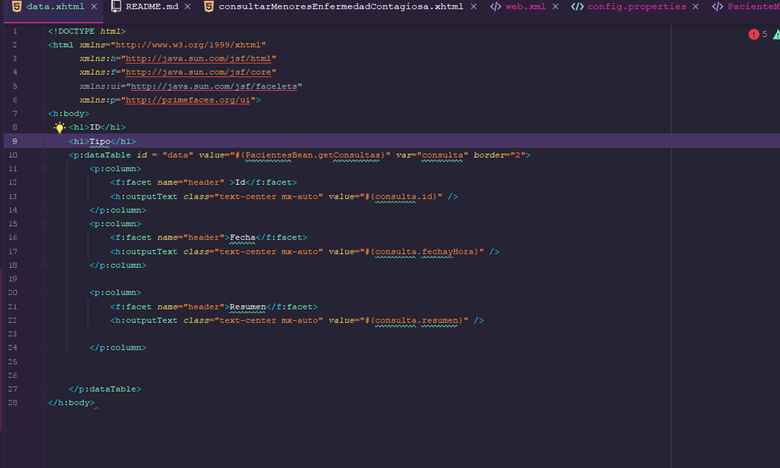 data.xhtml × README.md × consultarMenoresEnfermedadContagiosa.xhtml × web.xml × config.properties × PacienteM
5
1 <!DOCTYPE html>
2 <html xmlns="http://www.w3.org/1999/xhtml"
3 xmlns:h="http://java.sun.com/jsf/html"
4 xmlns:f="http://java.sun.com/jsf/core"
5 xmlns:ui="http://java.sun.com/jsf/facelets"
6 xmlns:p="http://primefaces.org/ui">
7 <h:body>
8 <h1>ID</h1>
9 <h1>Tipo</h1>
10 <p:dataTable id = "data" value="#{PacientesBean.getConsultas}" var="consulta" border="2">
11 <p:column>
12 <f:facet name="header" >Id</f:facet>
13 <h:outputText class="text-center mx-auto" value="#{consulta.id}" />
14 </p:column>
15 <p:column>
16 <f:facet name="header">Fecha</f:facet>
17 <h:outputText class="text-center mx-auto" value="#{consulta.fechayHora}" />
18 </p:column>
19
20 <p:column>
21 <f:facet name="header">Resumen</f:facet>
22 <h:outputText class="text-center mx-auto" value="#{consulta.resumen}" />
23
24 </p:column>
25
26
27 </p:dataTable>
28 </h:body>